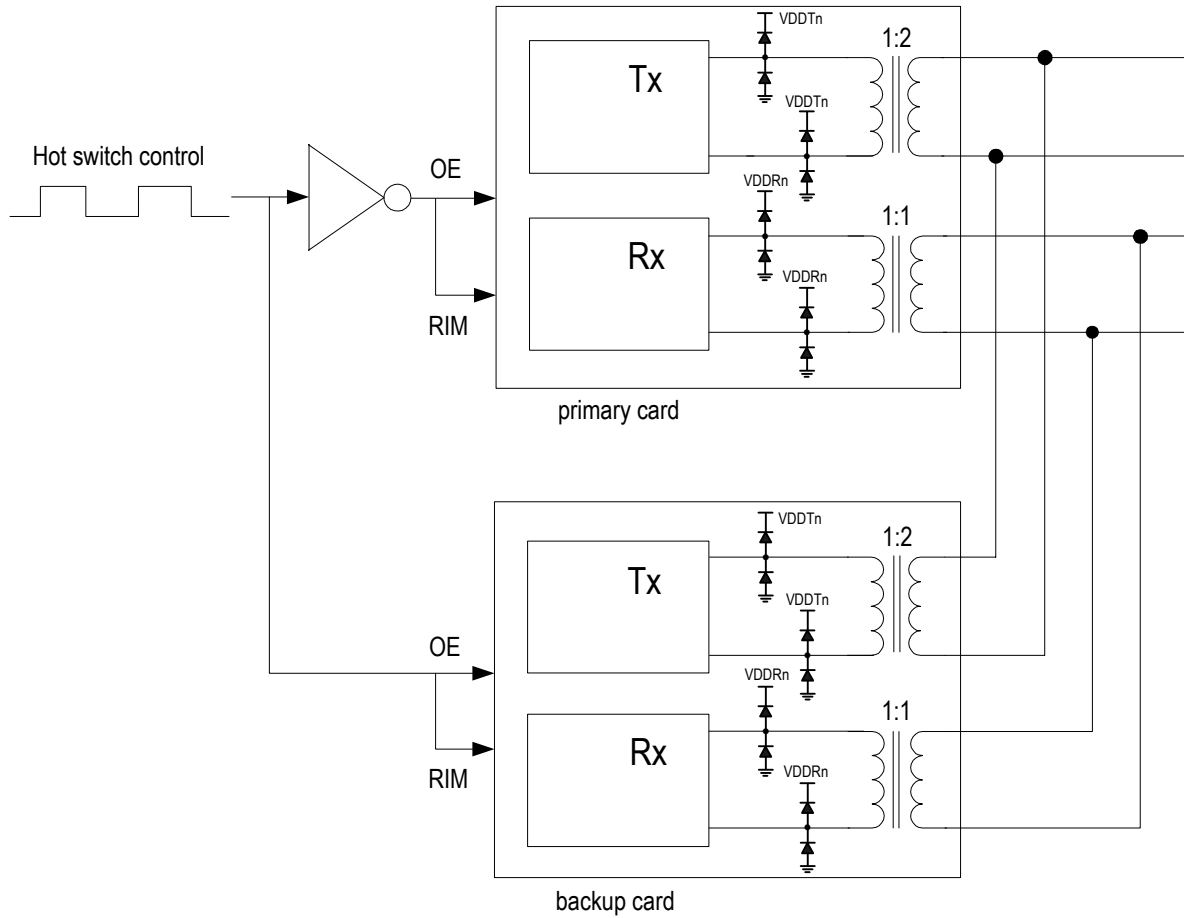 VDDTn
1:2
Tx
VDDTn
Hot switch control
OE
VDDRn
1:1
Rx
VDDRn
RIM
primary card
VDDTn
1:2
Tx
VDDTn
OE
VDDRn
1:1
Rx
VDDRn
RIM
backup card